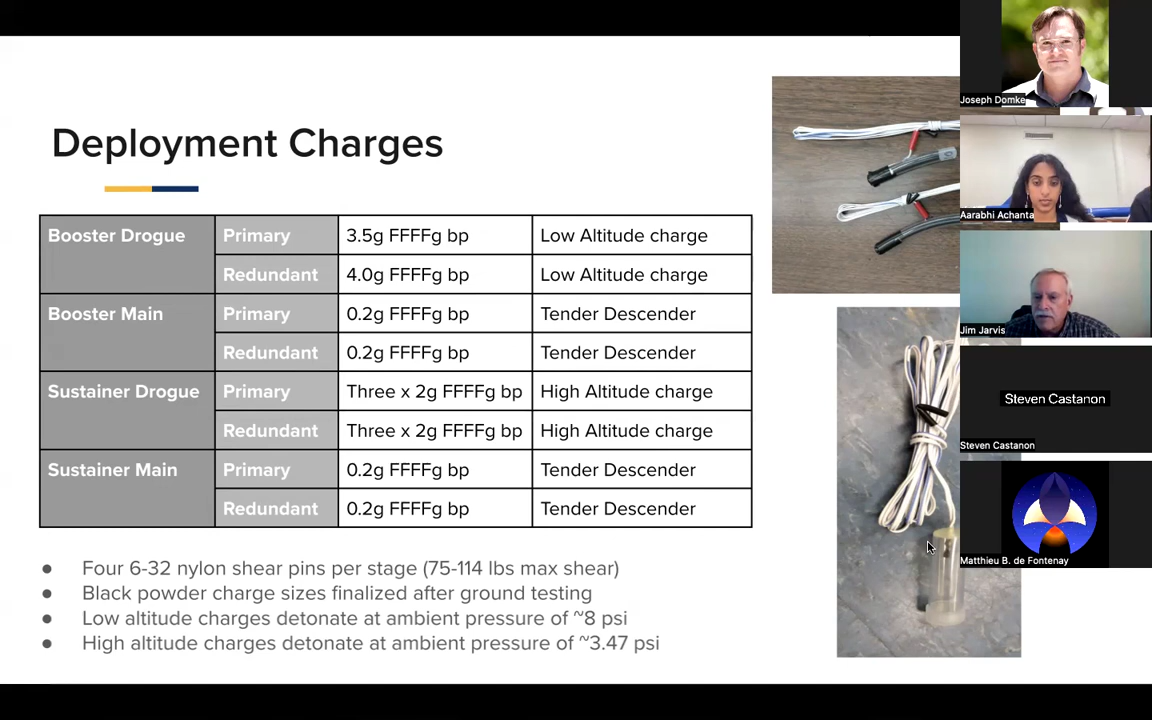 Deployment Charges
Booster Drogue Primary 3.5g FFFFg bp Low Altitude charge
Redundant 4.0g FFFFg bp Low Altitude charge
Booster Main Primary 0.2g FFFFg bp Tender Descender
Redundant 0.2g FFFFg bp Tender Descender
Sustainer Drogue Primary Three x 2g FFFFg bp High Altitude charge
Redundant Three x 2g FFFFg bp High Altitude charge
Sustainer Main Primary 0.2g FFFFg bp Tender Descender
Redundant 0.2g FFFFg bp Tender Descender
● Four 6-32 nylon shear pins per stage (75-114 lbs max shear)
● Black powder charge sizes finalized after ground testing
● Low altitude charges detonate at ambient pressure of ~8 psi
● High altitude charges detonate at ambient pressure of ~3.47 psi
Joseph Domke
Aarabhi Achanta
Jim Jarvis
Steven Castanon
Steven Castanon
Matthieu B. de Fontenay